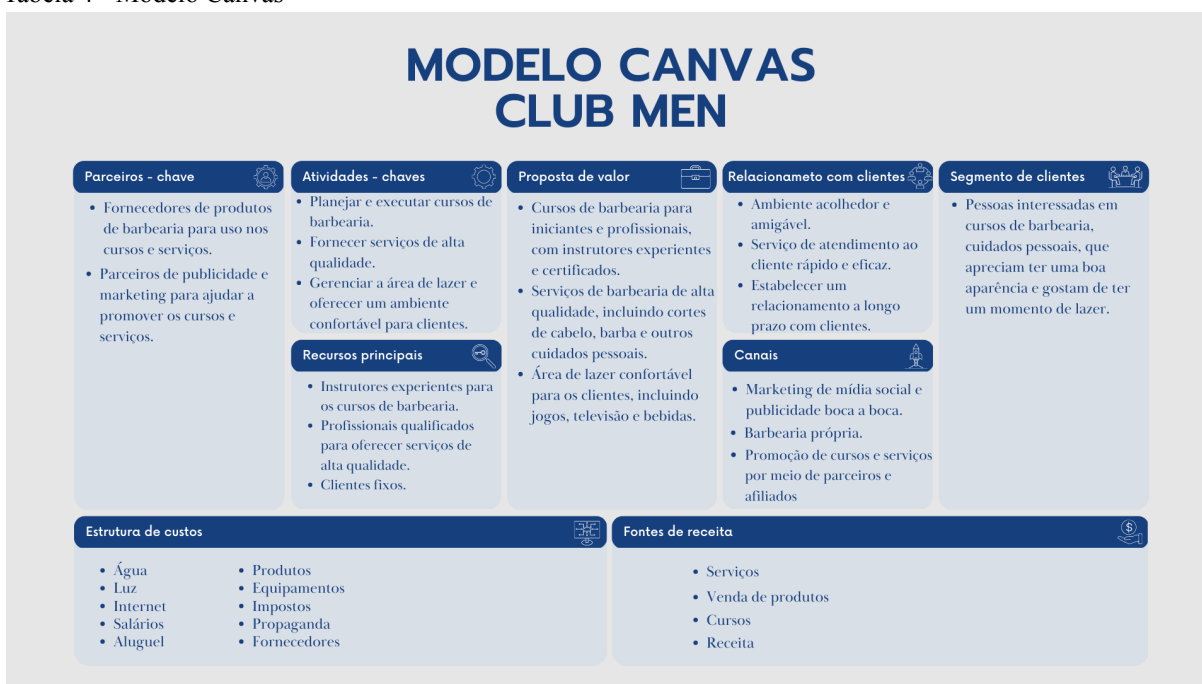 MODELO CANVAS
CLUB MEN
Parceiros - chave
• Fornecedores de produtos
de barbearia para uso nos
cursos e serviços.
• Parceiros de publicidade e
marketing para ajudar a
promover os cursos e
serviços.
Atividades - chaves
• Planejar e executar cursos de
barbearia.
• Fornecer serviços de alta
qualidade.
• Gerenciar a área de lazer e
oferecer um ambiente
confortável para clientes.
Recursos principais
• Instrutores experientes para
os cursos de barbearia.
• Profissionais qualificados
para oferecer serviços de
alta qualidade.
• Clientes fixos.
Proposta de valor
• Cursos de barbearia para
iniciantes e profissionais,
com instrutores experientes
e certificados.
• Serviços de barbearia de alta
qualidade, incluindo cortes
de cabelo, barba e outros
cuidados pessoais.
• Área de lazer confortável
para os clientes, incluindo
jogos, televisão e bebidas.
Relacionameto com clientes
• Ambiente acolhedor e
amigável.
• Serviço de atendimento ao
cliente rápido e eficaz.
• Estabelecer um
relacionamento a longo
prazo com clientes.
Canais
• Marketing de mídia social e
publicidade boca a boca.
• Barbearia própria.
• Promoção de cursos e serviços
por meio de parceiros e
afiliados
Segmento de clientes
• Pessoas interessadas em
cursos de barbearia,
cuidados pessoais, que
apreciam ter uma boa
aparência e gostam de ter
um momento de lazer.
Estrutura de custos
• Água
• Luz
• Internet
• Salários
• Aluguel
• Produtos
• Equipamentos
• Impostos
• Propaganda
• Fornecedores
Fontes de receita
• Serviços
• Venda de produtos
• Cursos
• Receita